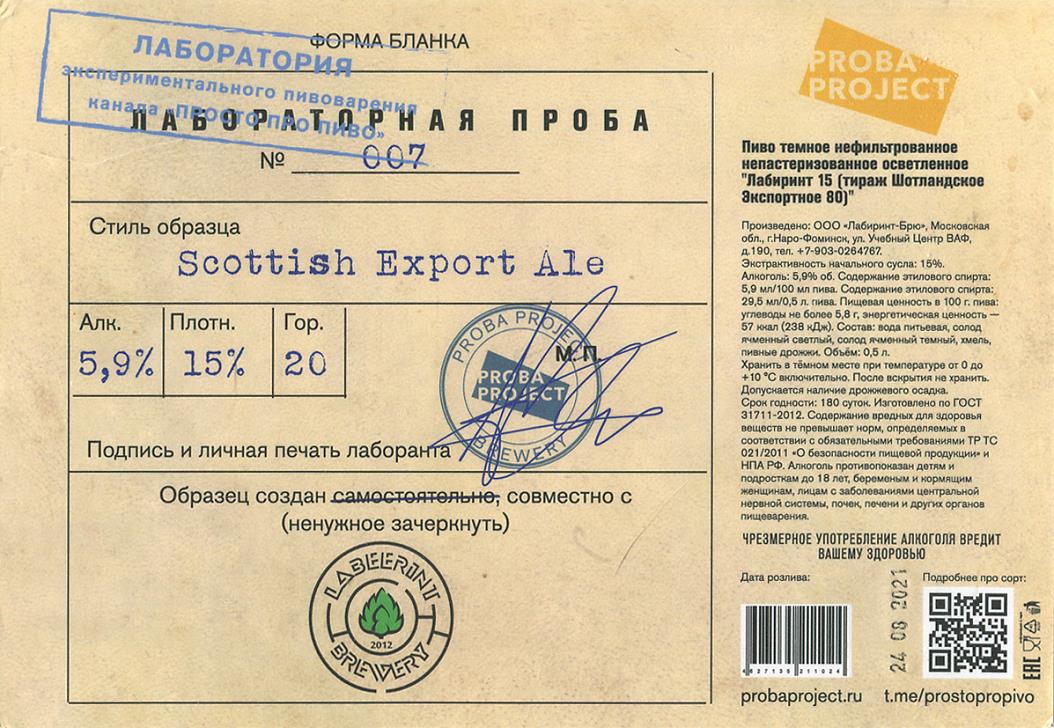 ФОРМА БЛАНКА
ЛАБОРАТОРИЯ
экспериментального пивоварения
канала «ПРОСТО ПРО ПИВО»
ЛАБОРАТОРНАЯ ПРОБА
№ 007
Стиль образца
Scottish Export Ale
Алк. Плотн. Гор.
5,9% 15% 20
PROBA PROJECT
М. П.
PROBA
PROJECT
BREWERY
Подпись и личная печать лаборанта
Образец создан самостоятельно, совместно с
(ненужное зачеркнуть)
LABEERINT
2012
BREWERY
PROBA
PROJECT
Пиво темное нефильтрованное
непастеризованное осветленное
"Лабиринт 15 (тираж Шотландское
Экспортное 80)"
Произведено: ООО «Лабиринт-Брю», Московская
обл., г.Наро-Фоминск, ул. Учебный Центр ВАФ,
д.190, тел. +7-903-0264767.
Экстрактивность начального сусла: 15%.
Алкоголь: 5,9% об. Содержание этилового спирта:
5,9 мл/100 мл пива. Содержание этилового спирта:
29,5 мл/0,5 л. пива. Пищевая ценность в 100 г. пива:
углеводы не более 5,8 г, энергетическая ценность —
57 ккал (238 кДж). Состав: вода питьевая, солод
ячменный светлый, солод ячменный темный, хмель,
пивные дрожжи. Объём: 0,5 л.
Хранить в тёмном месте при температуре от 0 до
+10 °C включительно. После вскрытия не хранить.
Допускается наличие дрожжевого осадка.
Срок годности: 180 суток. Изготовлено по ГОСТ
31711-2012. Содержание вредных для здоровья
веществ не превышает норм, определяемых в
соответствии с обязательными требованиями ТР ТС
021/2011 «О безопасности пищевой продукции» и
НПА РФ. Алкоголь противопоказан детям и
подросткам до 18 лет, беременым и кормящим
женщинам, лицам с заболеваниями центральной
нервной системы, почек, печени и других органов
пищеварения.
ЧРЕЗМЕРНОЕ УПОТРЕБЛЕНИЕ АЛКОГОЛЯ ВРЕДИТ
ВАШЕМУ ЗДОРОВЬЮ
Дата розлива:
24 08 2021
Подробнее про сорт:
4 627135 211024
EAC
probaproject.ru
t.me/prostopropivo